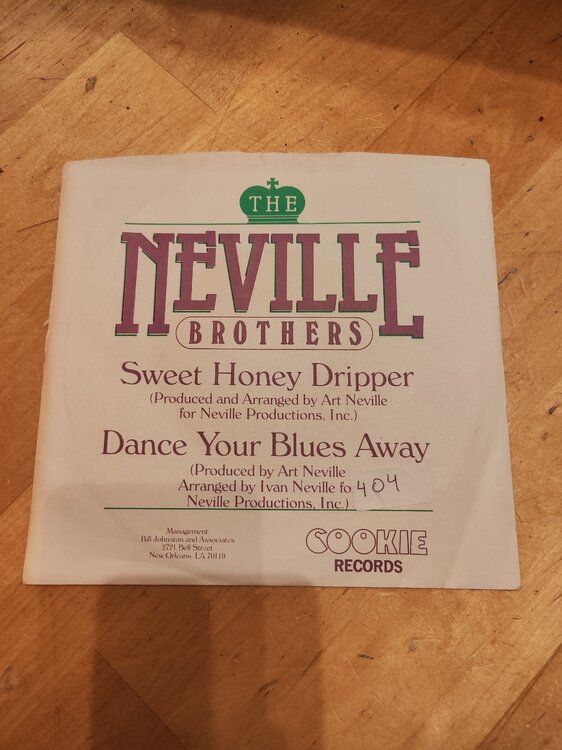 THE
NEVILLE
BROTHERS
Sweet Honey Dripper
(Produced and Arranged by Art Neville
for Neville Productions, Inc.)
Dance Your Blues Away
(Produced by Art Neville
Arranged by Ivan Neville fo
404
Neville Productions, Inc.)
Management
Bill Johnston and Associates
2721 Bell Street
New Orleans, LA 70119
COOKIE
RECORDS